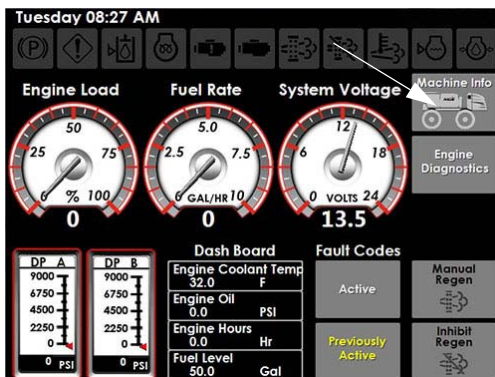 Tuesday 08:27 AM
Engine Load
Fuel Rate
System Voltage
Machine Info
50
25
75
0
%
100
0
5.0
2.5
7.5
0
GAL/HR
10
0
12
6
18
0
VOLTS
24
13.5
Engine
Diagnostics
DP A
9000
6750
4500
2250
0
0 PSI
DP B
9000
6750
4500
2250
0
0 PSI
Dash Board
Engine Coolant Temp
32.0 F
Engine Oil
0.0 PSI
Engine Hours
0.0 Hr
Fuel Level
50.0 Gal
Fault Codes
Active
Previously
Active
Manual
Regen
Inhibit
Regen